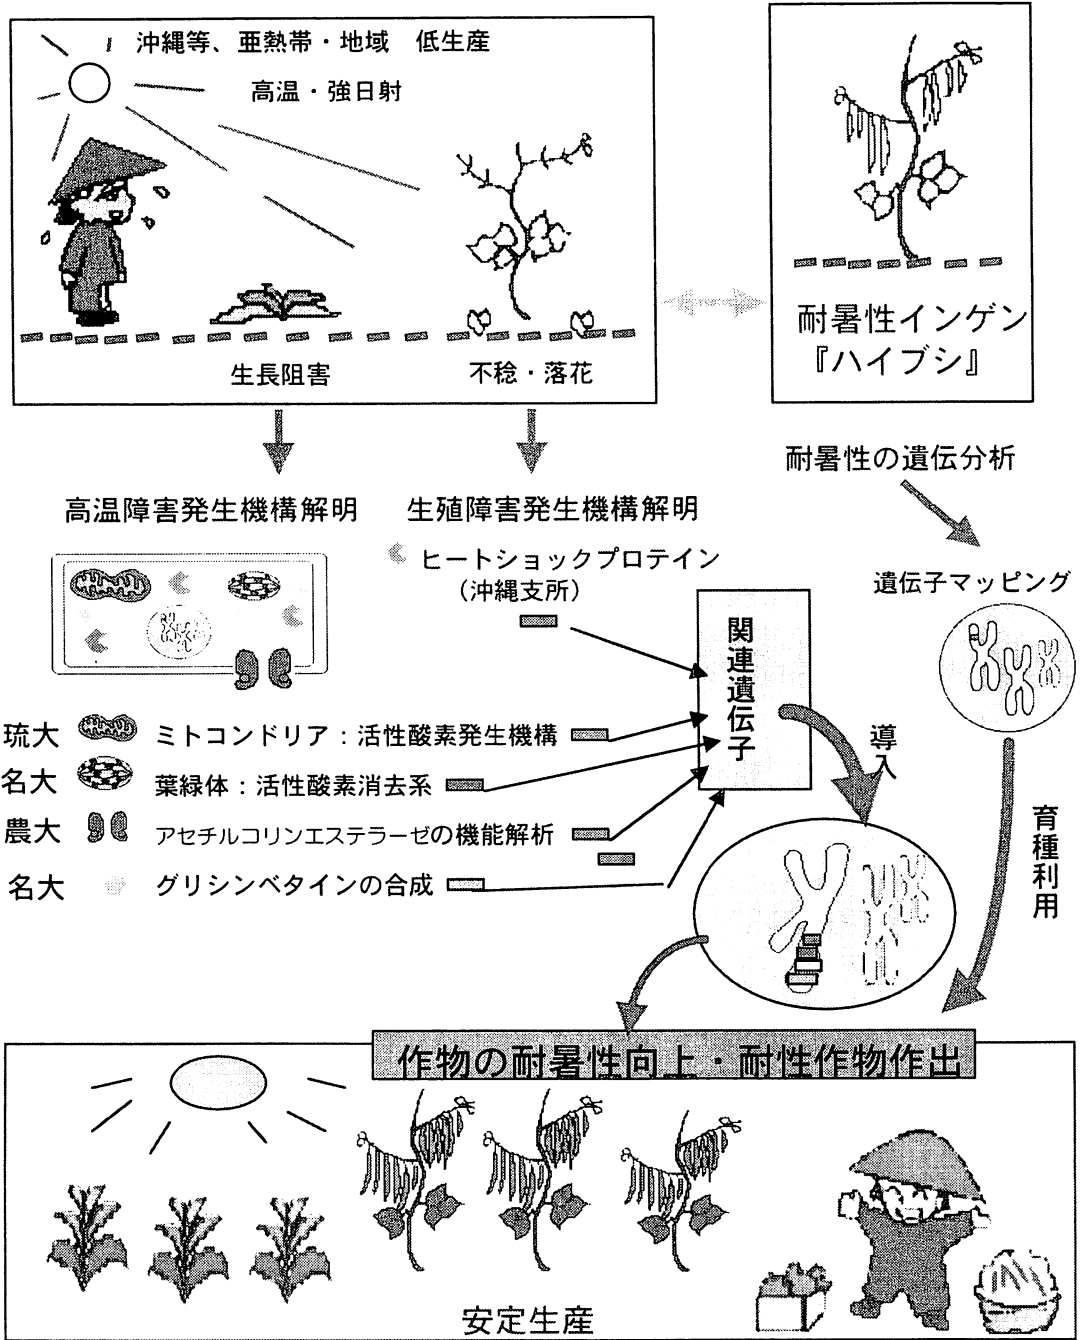 沖縄等、亜熱帯・地域　低生産
高温・強日射
生長阻害
不稔・落花
耐暑性インゲン
『ハイブシ』
耐暑性の遺伝分析
高温障害発生機構解明
生殖障害発生機構解明
ヒートショックプロテイン
（沖縄支所）
遺伝子マッピング
関連遺伝子
琉大
ミトコンドリア：活性酸素発生機構
名大
葉緑体：活性酸素消去系
農大
アセチルコリンエステラーゼの機能解析
名大
グリシンベタインの合成
導入
育種利用
作物の耐暑性向上・耐性作物作出
安定生産